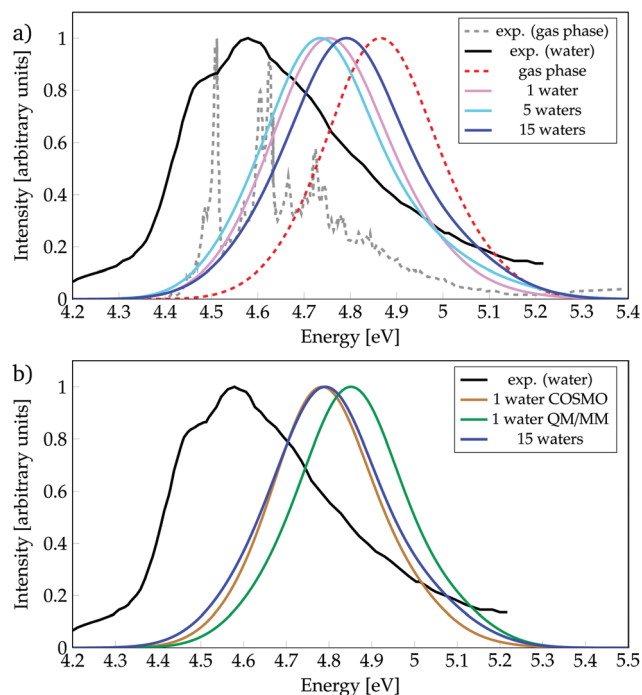 a)
exp. (gas phase)
exp. (water)
gas phase
1 water
5 waters
15 waters
Intensity [arbitrary units]
1
0.8
0.6
0.4
0.2
0
4.2 4.3 4.4 4.5 4.6 4.7 4.8 4.9 5 5.1 5.2 5.3 5.4
Energy [eV]
b)
exp. (water)
1 water COSMO
1 water QM/MM
15 waters
Intensity [arbitrary units]
1
0.8
0.6
0.4
0.2
0
4.2 4.3 4.4 4.5 4.6 4.7 4.8 4.9 5 5.1 5.2 5.3 5.4 5.5
Energy [eV]